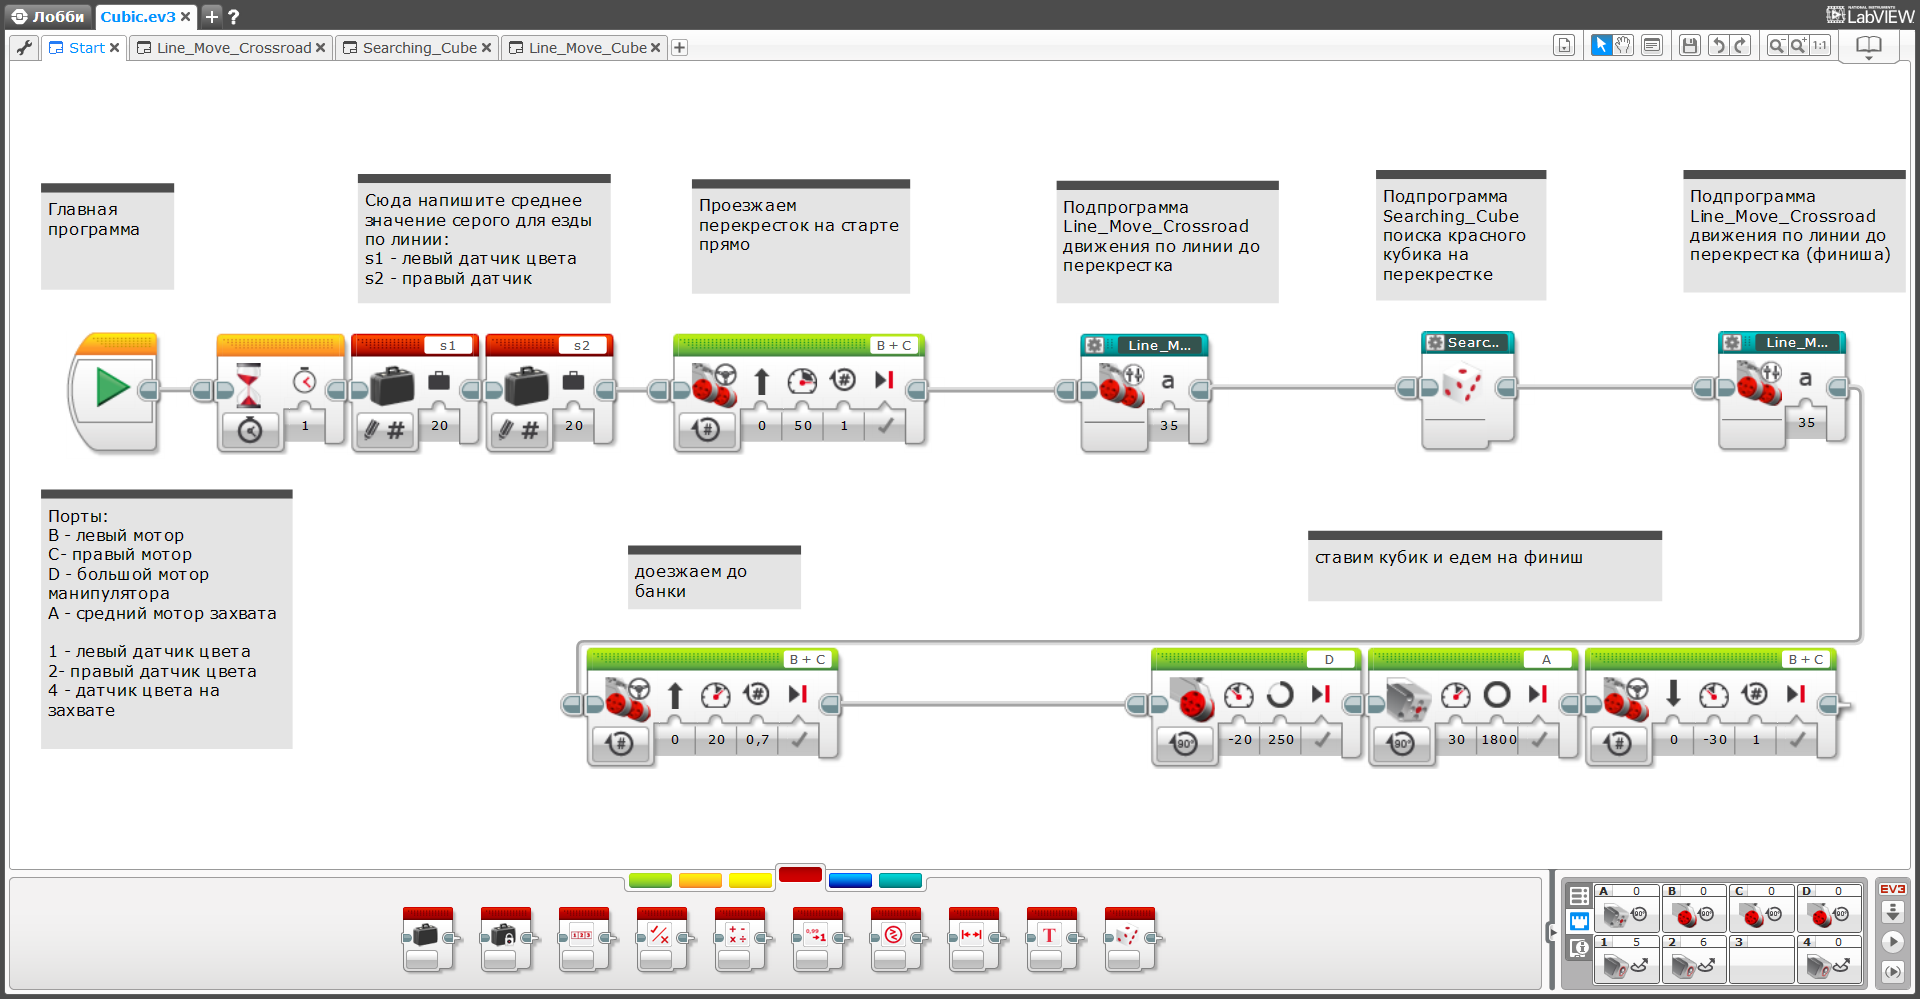 Лобби
Cubic.ev3
+
?
NATIONAL INSTRUMENTS
LabVIEW
Start
Line_Move_Crossroad
Searching_Cube
Line_Move_Cube
1:1
Главная
программа
Сюда напишите среднее
значение серого для езды
по линии:
s1 - левый датчик цвета
s2 - правый датчик
Проезжаем
перекресток на старте
прямо
Подпрограмма
Line_Move_Crossroad
движения по линии до
перекрестка
Подпрограмма
Searching_Cube
поиска красного
кубика на
перекрестке
Подпрограмма
Line_Move_Crossroad
движения по линии до
перекрестка (финиша)
1
s1
#
20
s2
#
20
B + C
#
0
50
1
Line_M...
a
35
Searc...
Line_M...
a
35
Порты:
B - левый мотор
C- правый мотор
D - большой мотор
манипулятора
A - средний мотор захвата
1 - левый датчик цвета
2- правый датчик цвета
4 - датчик цвета на
захвате
доезжаем до
банки
ставим кубик и едем на финиш
B + C
#
0
20
0,7
D
90°
-20
250
A
90°
30
1800
B + C
#
0
-30
1
A 0
B 0
C 0
D 0
1 5
2 6
3
4 0
EV3